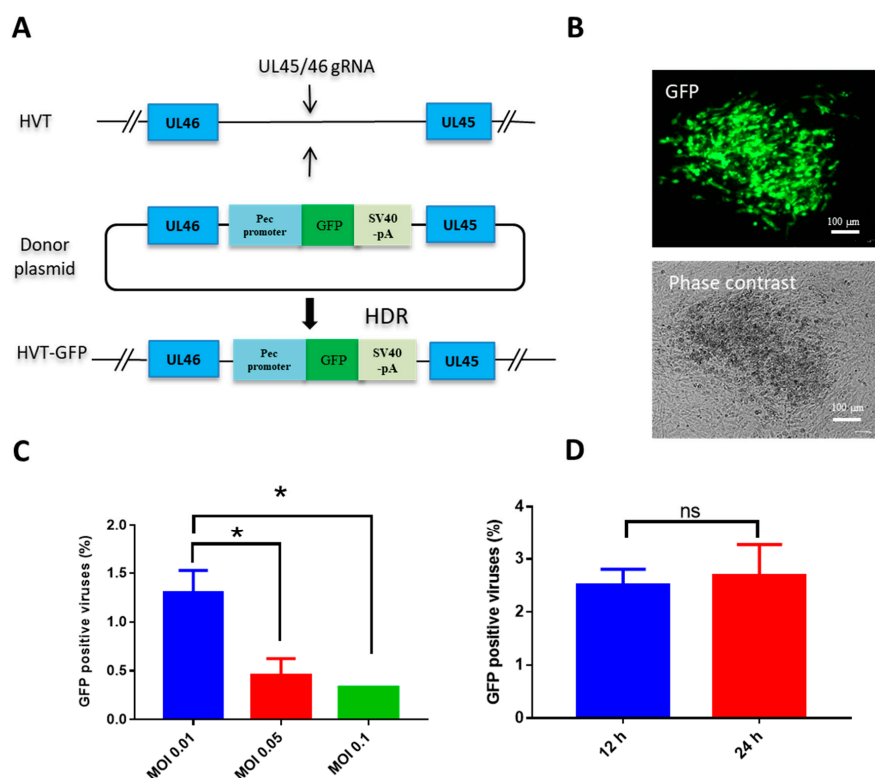 A
UL45/46 gRNA
HVT
UL46
UL45
Donor
plasmid
UL46
Pec
promoter
GFP
SV40
-pA
UL45
HDR
HVT-GFP
UL46
Pec
promoter
GFP
SV40
-pA
UL45
B
GFP
100 µm
Phase contrast
100 µm
C
GFP positive viruses (%)
2.0
1.5
1.0
0.5
0.0
*
*
MOI 0.01
MOI 0.05
MOI 0.1
D
GFP positive viruses (%)
4
3
2
1
0
ns
12 h
24 h